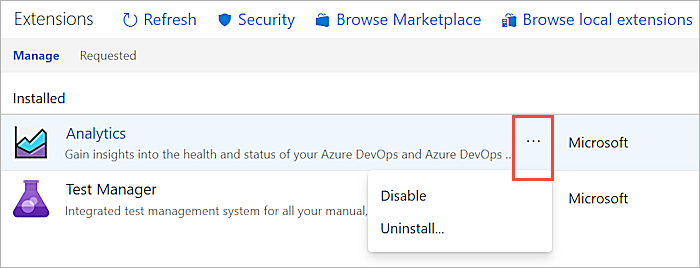 Extensions Refresh Security Browse Marketplace Browse local extensions
Manage Requested
Installed
Analytics
... Microsoft
Gain insights into the health and status of your Azure DevOps and Azure DevOps ..
Test Manager
Microsoft
Integrated test management system for all your manual,
Disable
Uninstall...